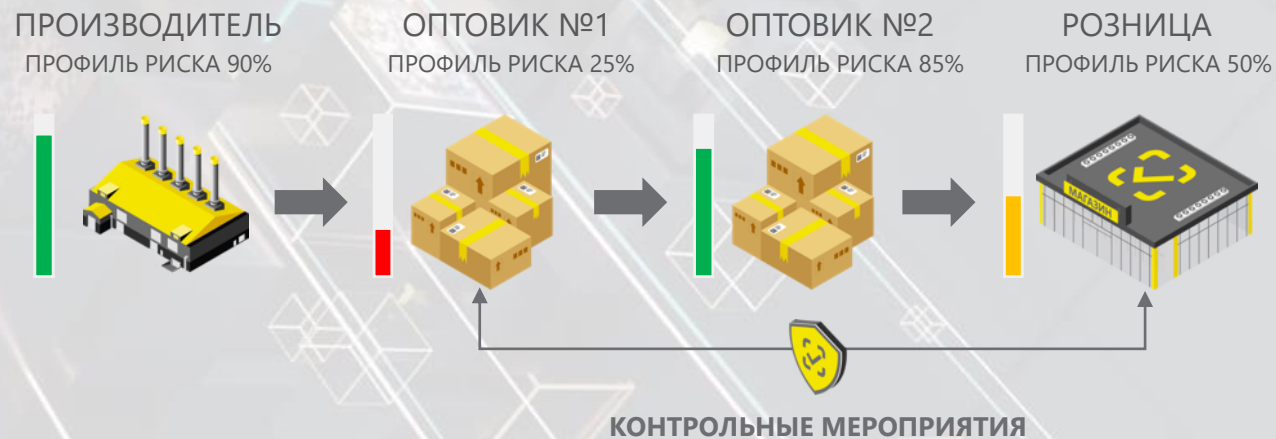 ПРОИЗВОДИТЕЛЬ
ПРОФИЛЬ РИСКА 90%
ОПТОВИК №1
ПРОФИЛЬ РИСКА 25%
ОПТОВИК №2
ПРОФИЛЬ РИСКА 85%
РОЗНИЦА
ПРОФИЛЬ РИСКА 50%
МАГАЗИН
КОНТРОЛЬНЫЕ МЕРОПРИЯТИЯ